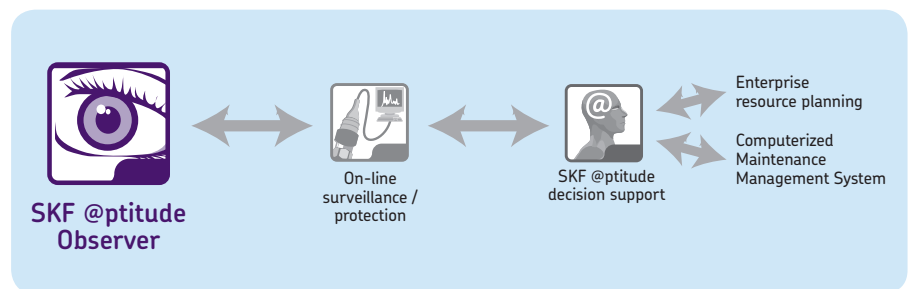 SKF @ptitude
Observer
On-line
surveillance /
protection
@
SKF @ptitude
decision support
Enterprise
resource planning
Computerized
Maintenance
Management System